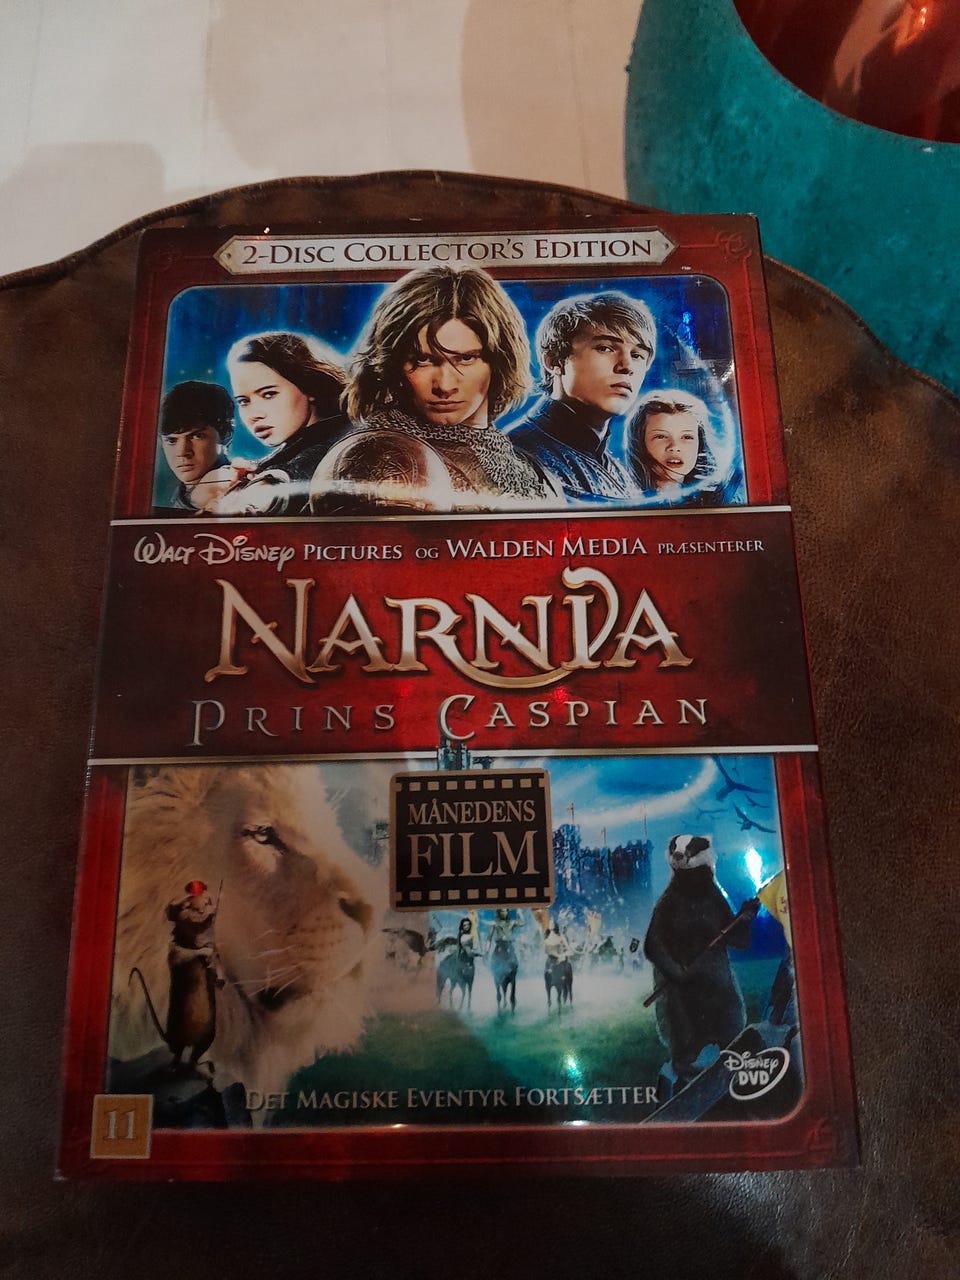 2-DISC COLLECTOR'S EDITION
WALT DISNEY PICTURES OG WALDEN MEDIA PRÆSENTERER
NARNIA
PRINS CASPIAN
MÅNEDENS
FILM
DISNEY
DVD
DET MAGISKE EVENTYR FORTSÆTTER
11